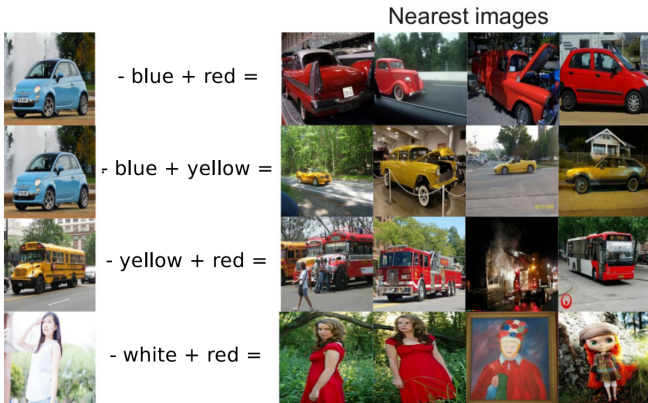 Nearest images
- blue + red =
- blue + yellow =
- yellow + red =
- white + red =